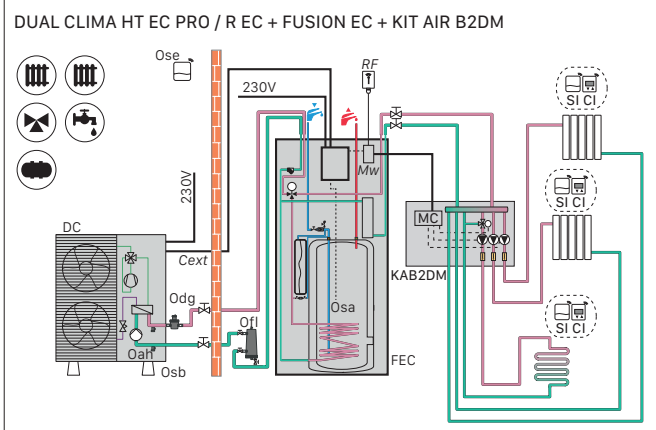 DUAL CLIMA HT EC PRO / R EC + FUSION EC + KIT AIR B2DM
Ose
RF
230V
SI CI
Mw
230V
SI CI
MC
DC
Cext
KAB2DM
Odg
Osa
Ofl
SI CI
Oah
FEC
Osb